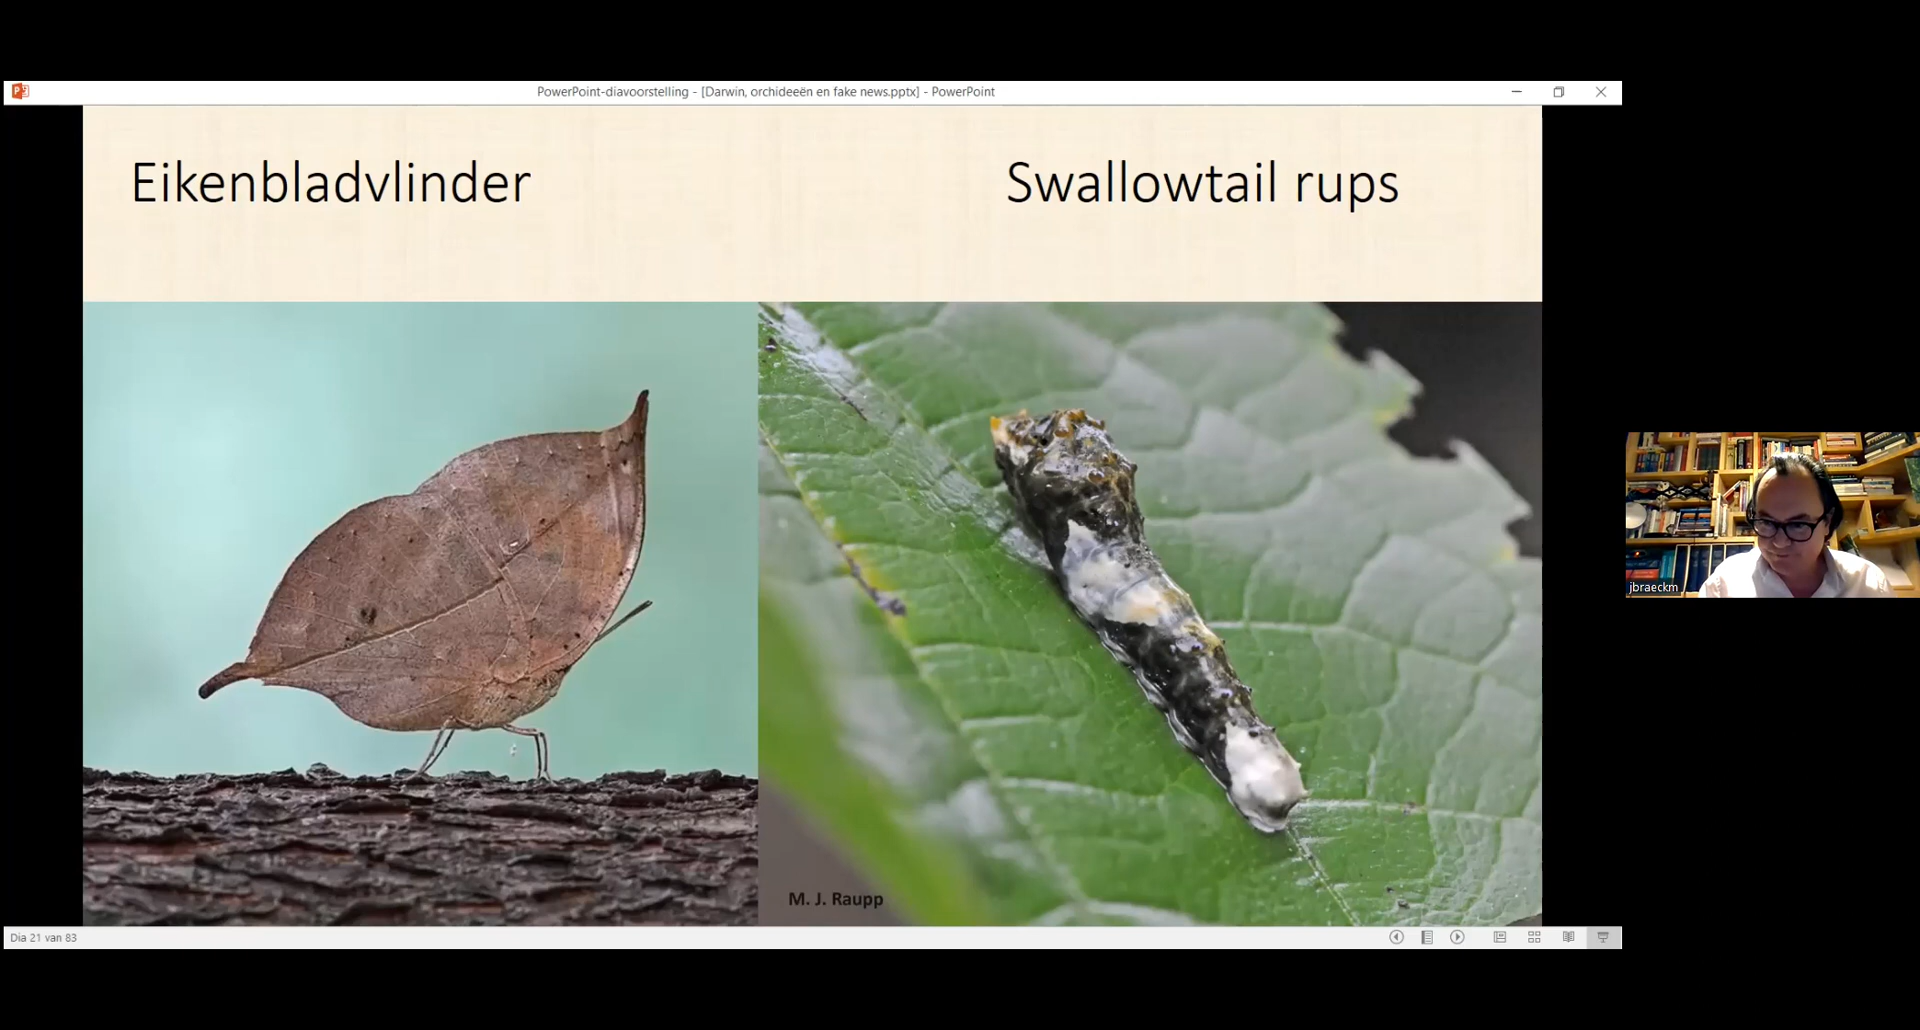 PowerPoint-diavoorstelling - [Darwin, orchideeën en fake news.pptx] - PowerPoint
Eikenbladvlinder
Swallowtail rups
jbraeckm
M. J. Raupp
Dia 21 van 83